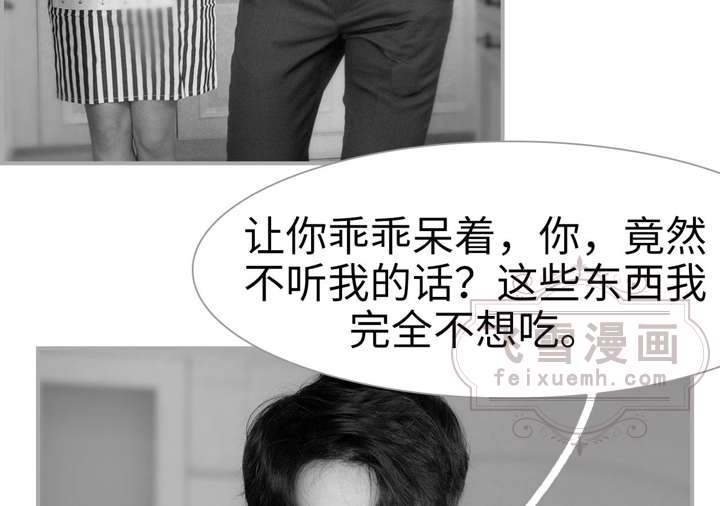 让你乖乖呆着，你，竟然
不听我的话？这些东西我
完全不想吃。
飞雪漫画
feixuemh.com